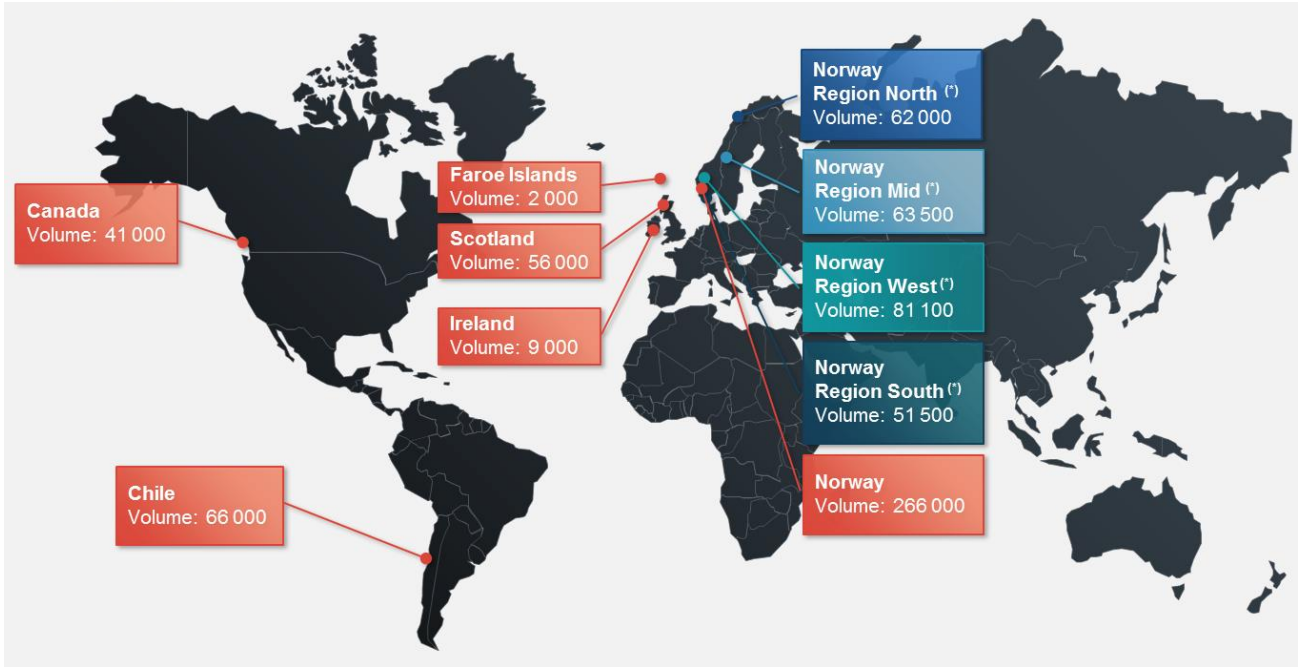 Norway
Region North (*)
Volume: 62 000
Norway
Region Mid (*)
Volume: 63 500
Faroe Islands
Volume: 2 000
Canada
Volume: 41 000
Scotland
Volume: 56 000
Norway
Region West (*)
Volume: 81 100
Ireland
Volume: 9 000
Norway
Region South (*)
Volume: 51 500
Norway
Volume: 266 000
Chile
Volume: 66 000